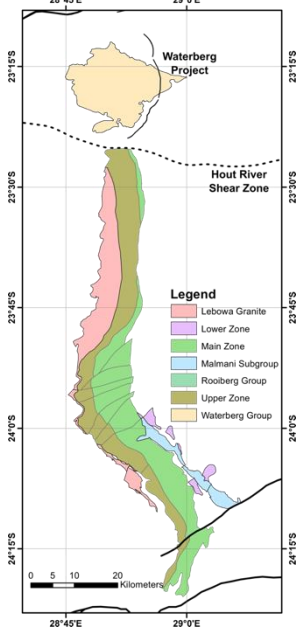 28°45'E
29°0'E
23°15'S
23°15'S
Waterberg
Project
Hout River
Shear Zone
23°30'S
23°30'S
Legend
Lebowa Granite
Lower Zone
Main Zone
Malmani Subgroup
Rooiberg Group
Upper Zone
Waterberg Group
23°45'S
23°45'S
24°0'S
24°0'S
24°15'S
24°15'S
0 5 10 20
Kilometers
28°45'E
29°0'E